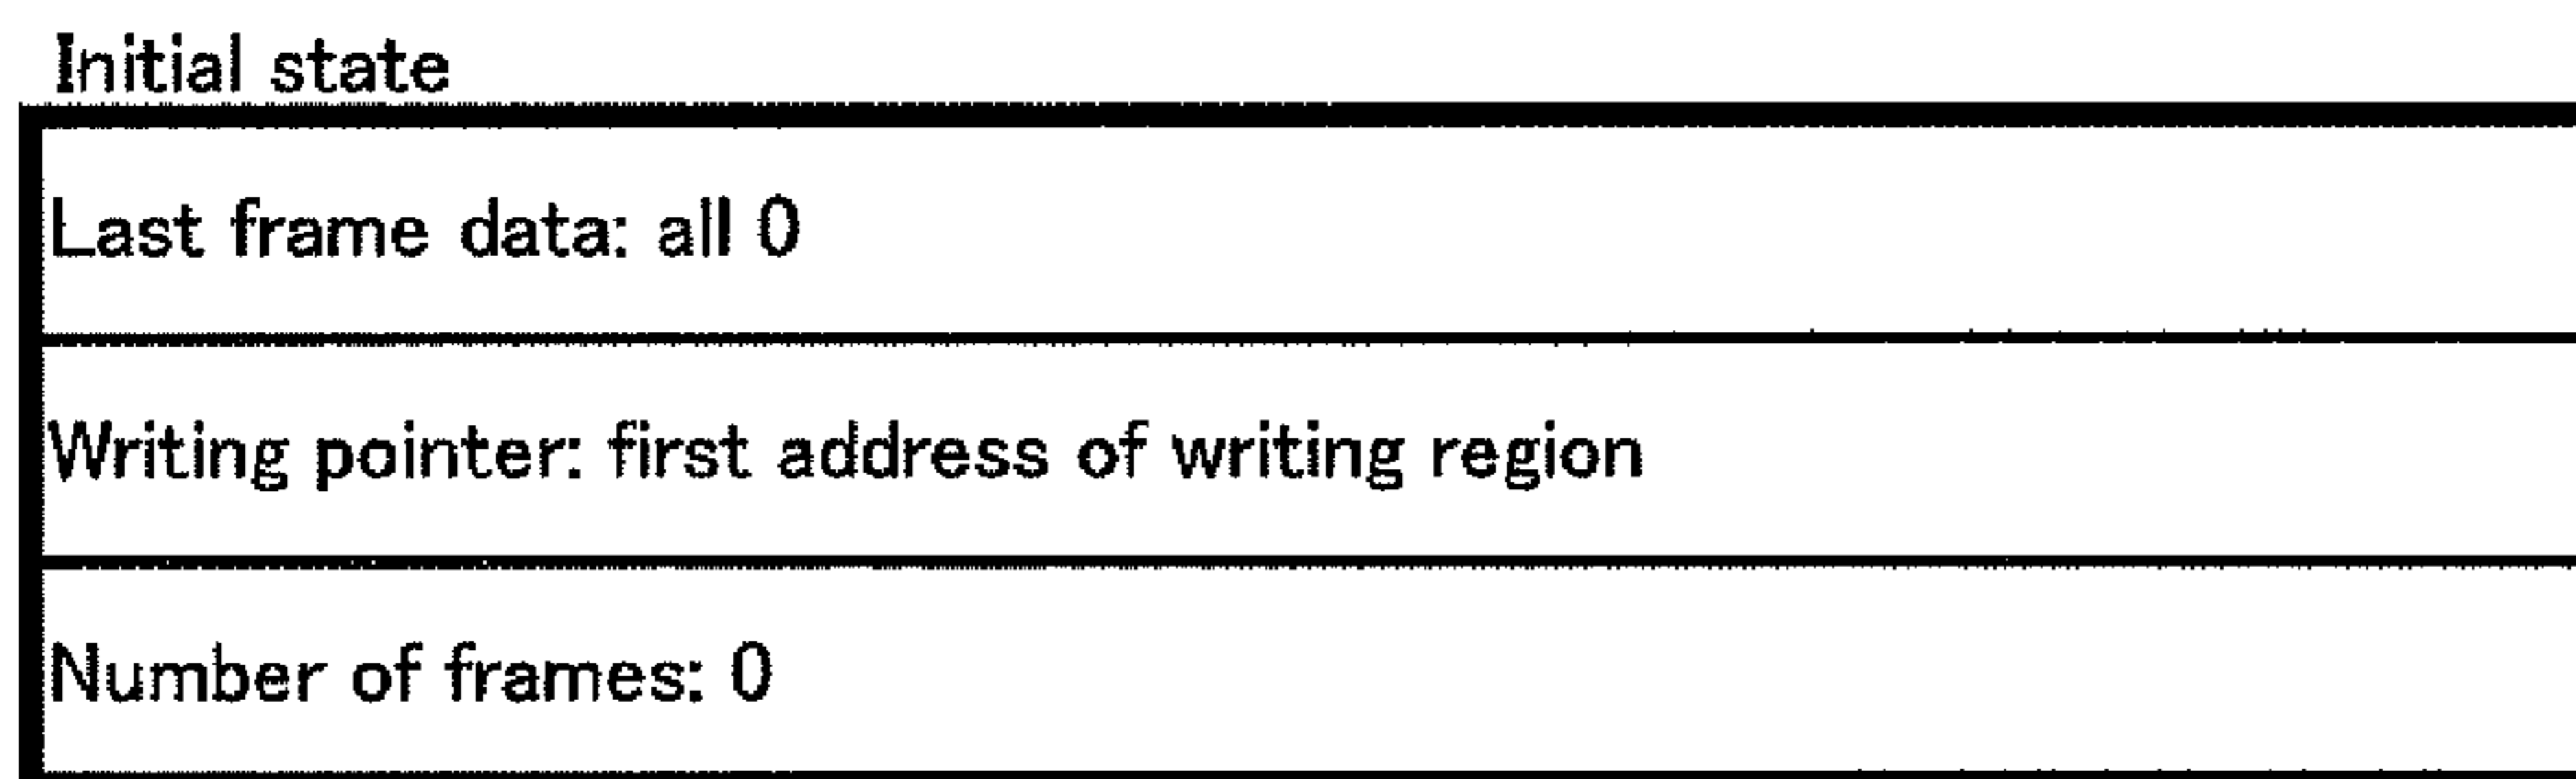 Initial state
Last frame data: all 0
Writing pointer: first address of writing region
Number of frames: 0